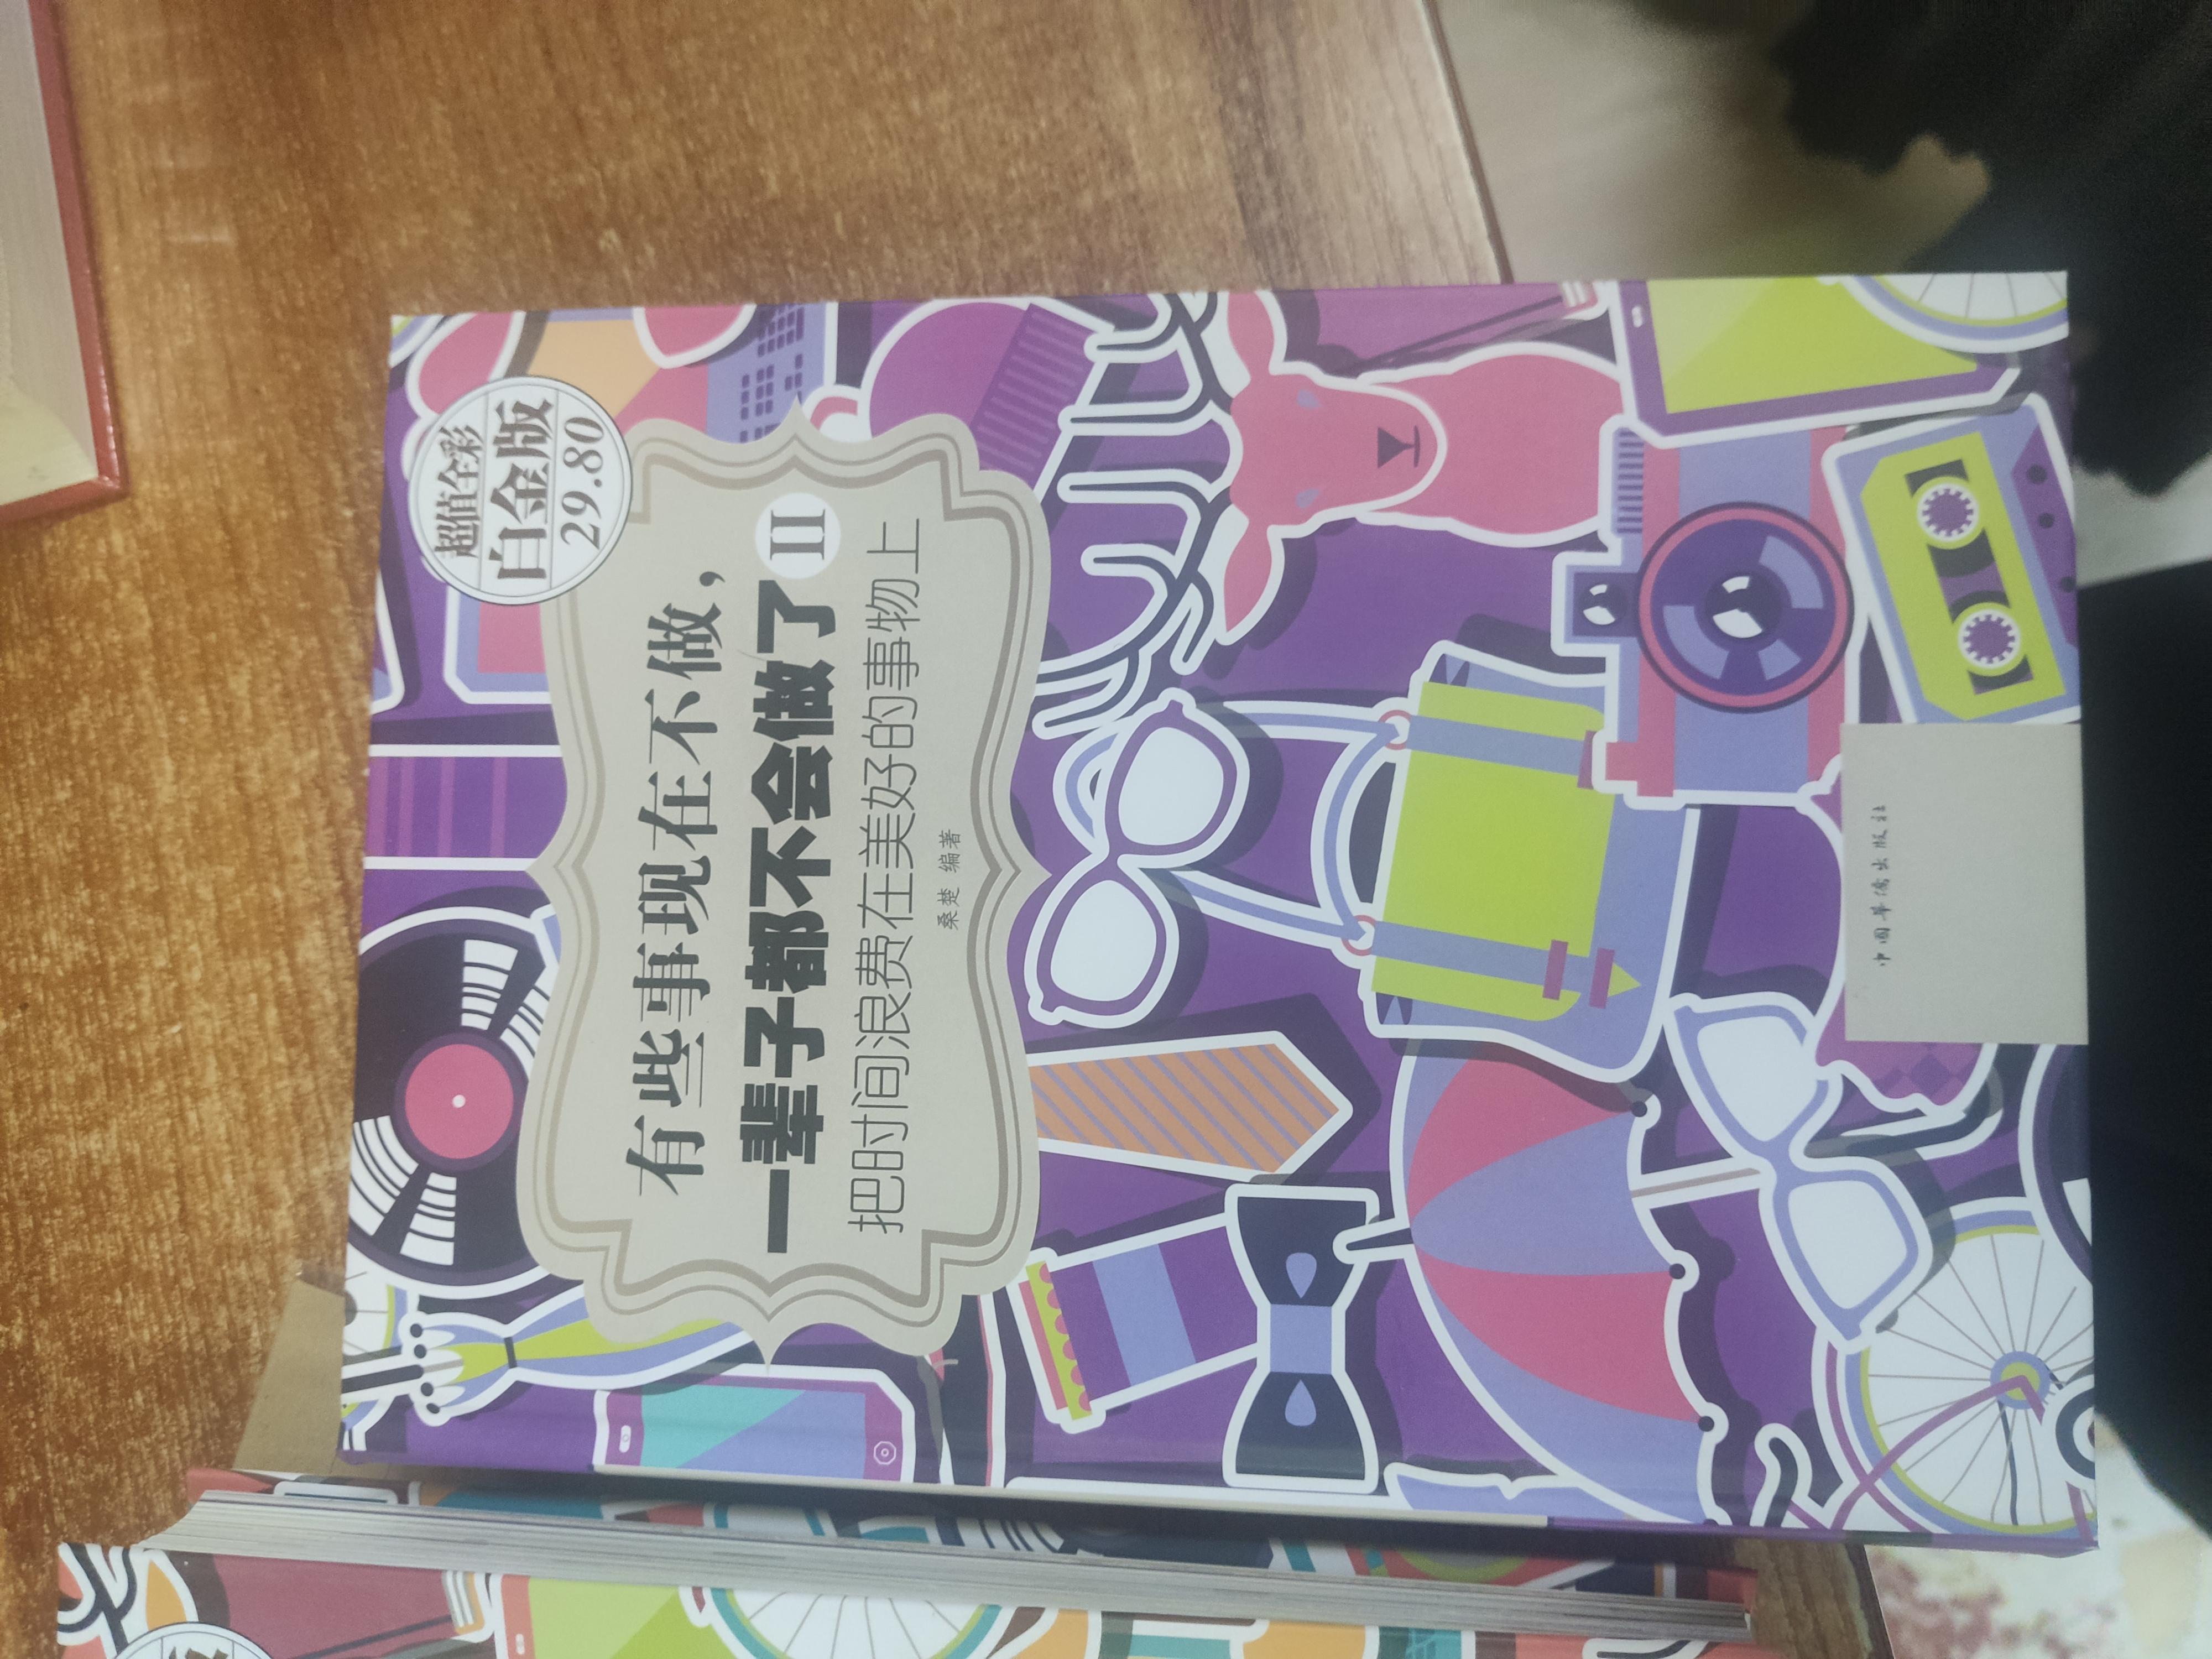 超值全彩
白金版
29.80
有些事现在不做，
一辈子都不会做了 II
把时间浪费在美好的事物上
桑楚 编著
中国华侨出版社